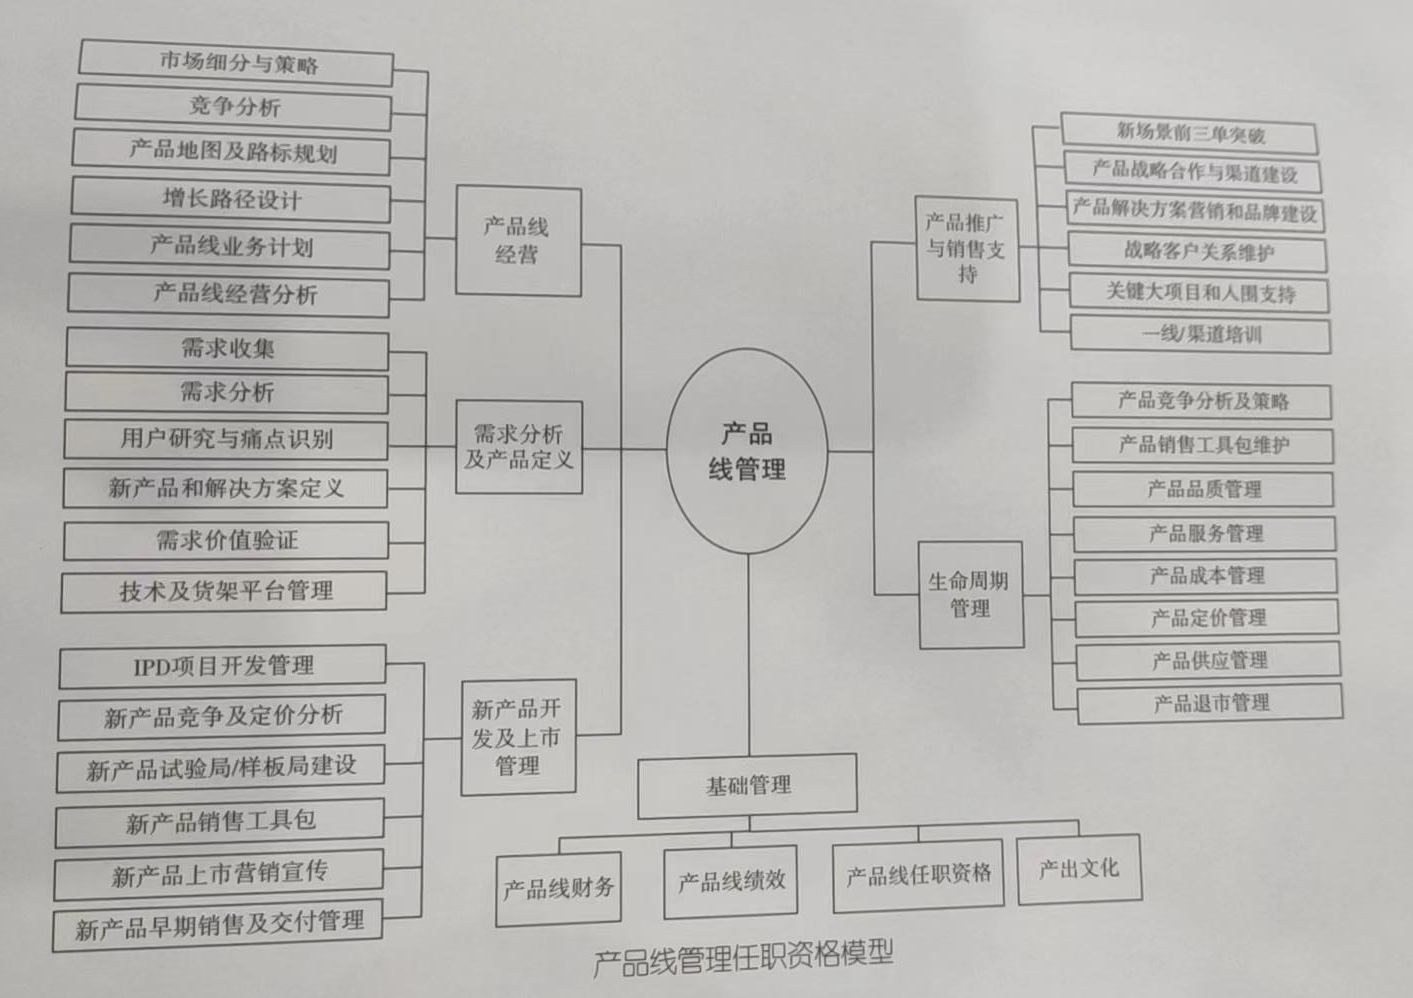 市场细分与策略
竞争分析
产品地图及路标规划
增长路径设计
产品线业务计划
产品线经营分析
产品线
经营
需求收集
需求分析
用户研究与痛点识别
新产品和解决方案定义
需求价值验证
技术及货架平台管理
需求分析
及产品定义
IPD项目开发管理
新产品竞争及定价分析
新产品试验局/样板局建设
新产品销售工具包
新产品上市营销宣传
新产品早期销售及交付管理
新产品开
发及上市
管理
产品
线管理
新场景前三单突破
产品战略合作与渠道建设
产品解决方案营销和品牌建设
战略客户关系维护
关键大项目和人围支持
一线/渠道培训
产品推广
与销售支
持
产品竞争分析及策略
产品销售工具包维护
产品品质管理
产品服务管理
产品成本管理
产品定价管理
产品供应管理
产品退市管理
生命周期
管理
基础管理
产品线财务
产品线绩效
产品线任职资格
产出文化
产品线管理任职资格模型